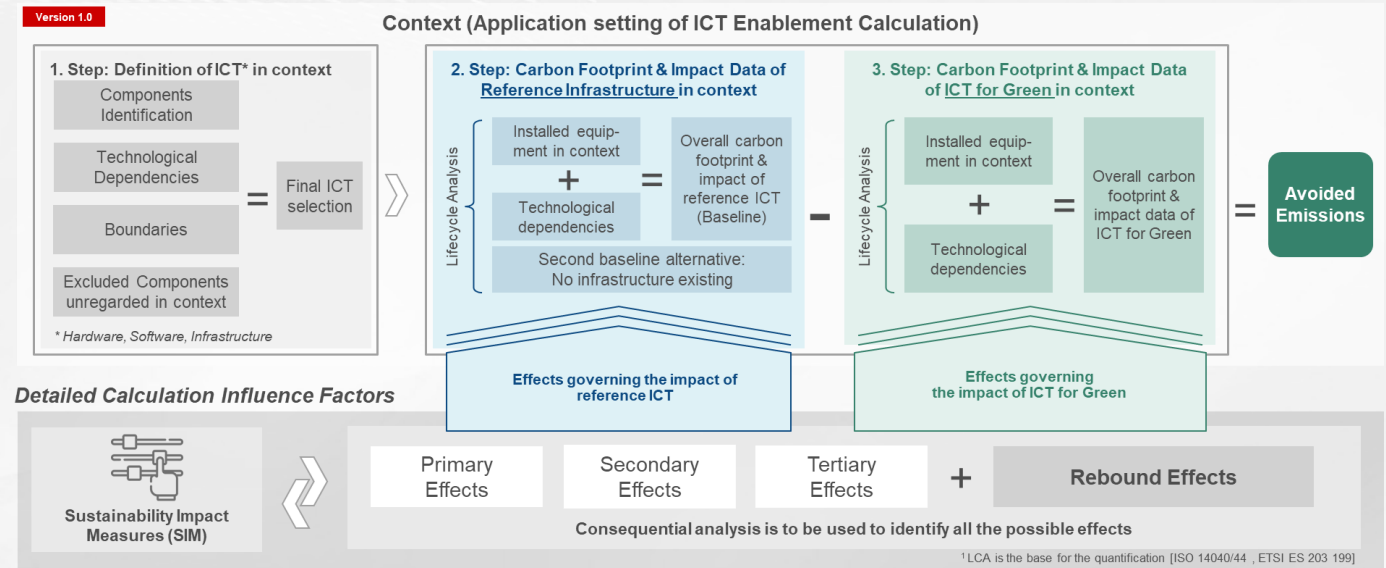 Version 1.0
Context (Application setting of ICT Enablement Calculation)
1. Step: Definition of ICT* in context
Components
Identification
Technological
Dependencies
Boundaries
Excluded Components
unregarded in context
=
Final ICT
selection
* Hardware, Software, Infrastructure
2. Step: Carbon Footprint & Impact Data of
Reference Infrastructure in context
Lifecycle Analysis
Installed equip-
ment in context
+
Technological
dependencies
=
Overall carbon
footprint &
impact of
reference ICT
(Baseline)
Second baseline alternative:
No infrastructure existing
-
3. Step: Carbon Footprint & Impact Data
of ICT for Green in context
Lifecycle Analysis
Installed equipment
in context
+
Technological
dependencies
=
Overall carbon
footprint &
impact data of
ICT for Green
=
Avoided
Emissions
Effects governing the impact of
reference ICT
Effects governing
the impact of ICT for Green
Detailed Calculation Influence Factors
Sustainability Impact
Measures (SIM)
Primary
Effects
Secondary
Effects
Tertiary
Effects
+
Rebound Effects
Consequential analysis is to be used to identify all the possible effects
¹ LCA is the base for the quantification [ISO 14040/44 , ETSI ES 203 199]